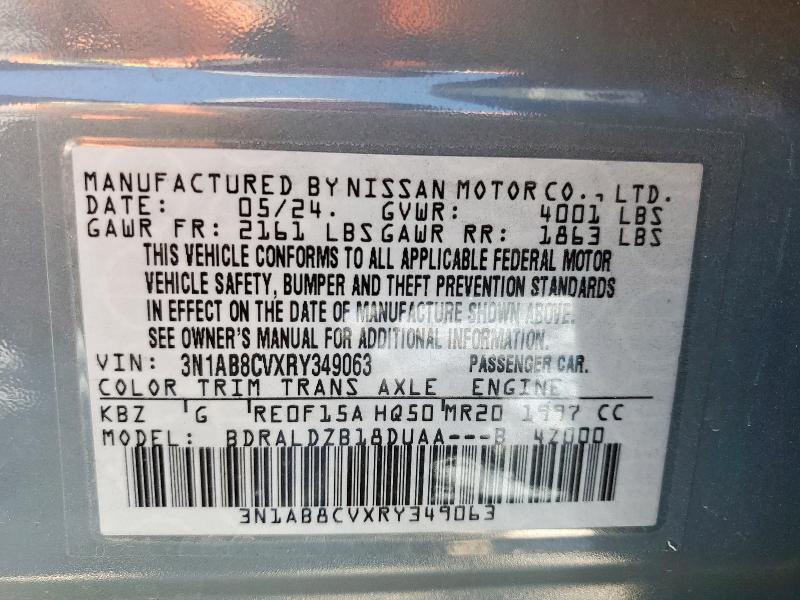 MANUFACTURED BY NISSAN MOTOR CO., LTD.
DATE: 05/24. GVWR: 4001 LBS
GAWR FR: 2161 LBS GAWR RR: 1863 LBS
THIS VEHICLE CONFORMS TO ALL APPLICABLE FEDERAL MOTOR
VEHICLE SAFETY, BUMPER AND THEFT PREVENTION STANDARDS
IN EFFECT ON THE DATE OF MANUFACTURE SHOWN ABOVE.
SEE OWNER'S MANUAL FOR ADDITIONAL INFORMATION.
VIN: 3N1AB8CVXRY349063 PASSENGER CAR.
COLOR TRIM TRANS AXLE ENGINE
KBZ 'G 'RE0F15A HQ50'MR20 1997 CC
MODEL: BDRALDZB18DUAA---B 4Z000
3N1AB8CVXRY349063